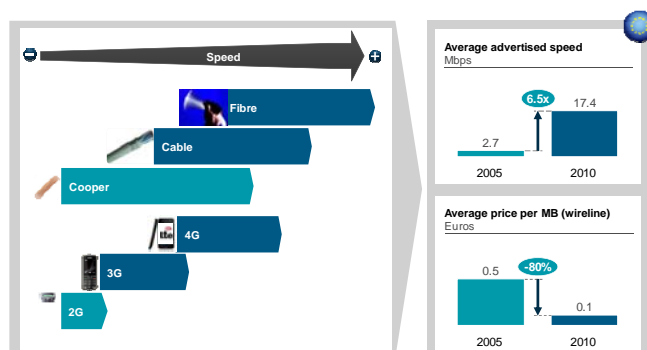 Speed
Fibre
Cable
Cooper
4G
3G
2G
Average advertised speed
Mbps
6.5x
17.4
2.7
2005
2010
Average price per MB (wireline)
Euros
0.5
-80%
0.1
2005
2010